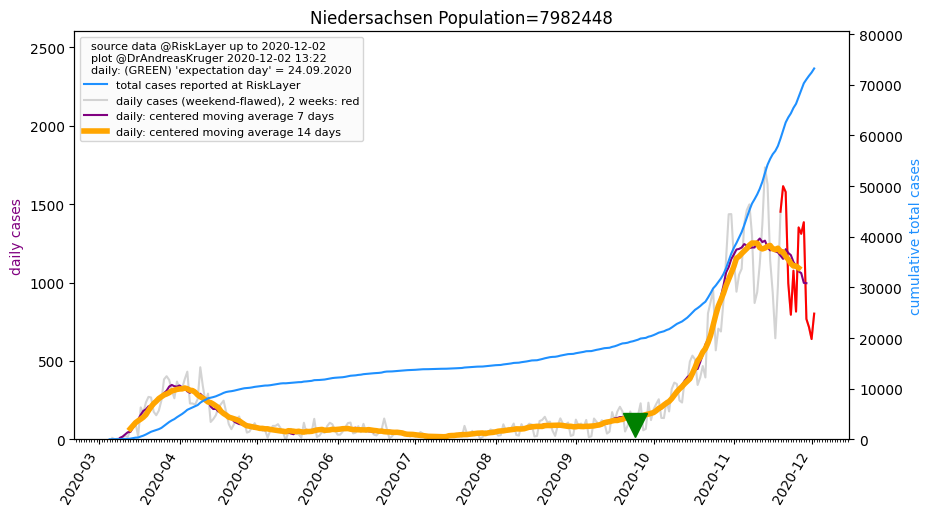 Niedersachsen Population=7982448
source data @RiskLayer up to 2020-12-02
plot @DrAndreasKruger 2020-12-02 13:22
daily: (GREEN) 'expectation day' = 24.09.2020
total cases reported at RiskLayer
daily cases (weekend-flawed), 2 weeks: red
daily: centered moving average 7 days
daily: centered moving average 14 days
daily cases
2500
2000
1500
1000
500
0
80000
70000
60000
50000
40000
30000
20000
10000
0
cumulative total cases
2020-03
2020-04
2020-05
2020-06
2020-07
2020-08
2020-09
2020-10
2020-11
2020-12